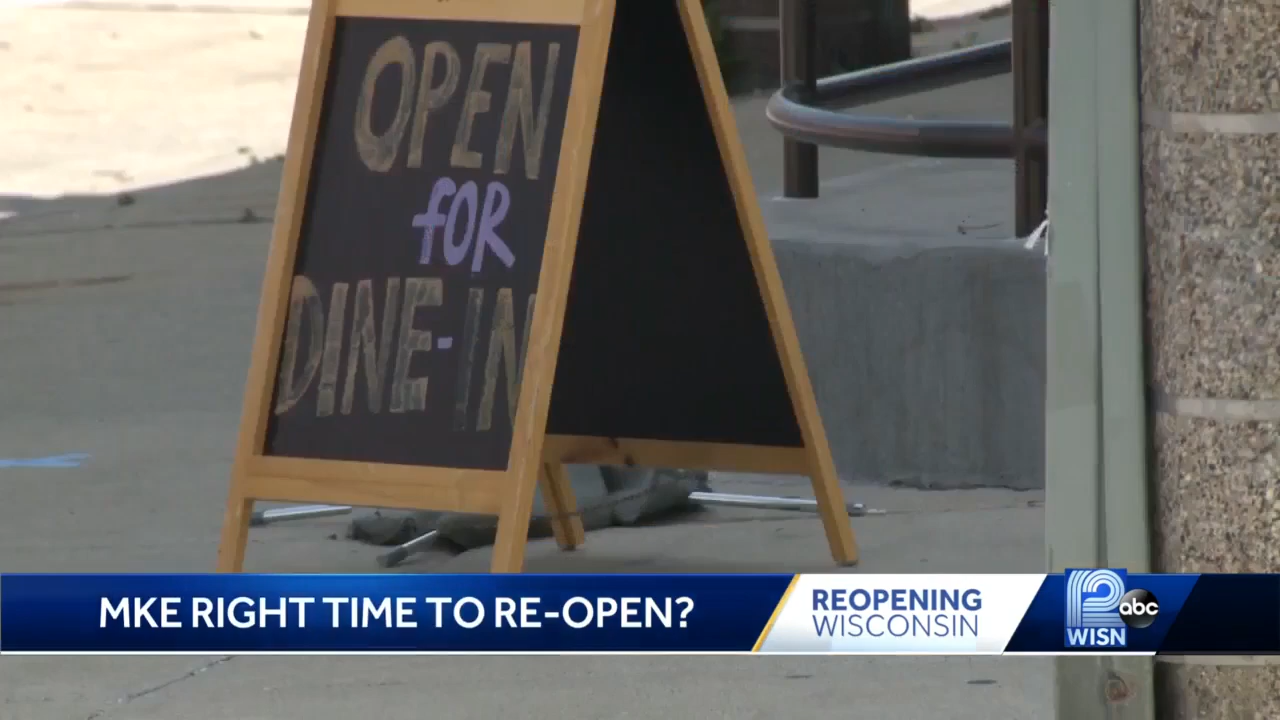 OPEN
fOR
DINE-IN
MKE RIGHT TIME TO RE-OPEN?
REOPENING
WISCONSIN
12
abc
WISN